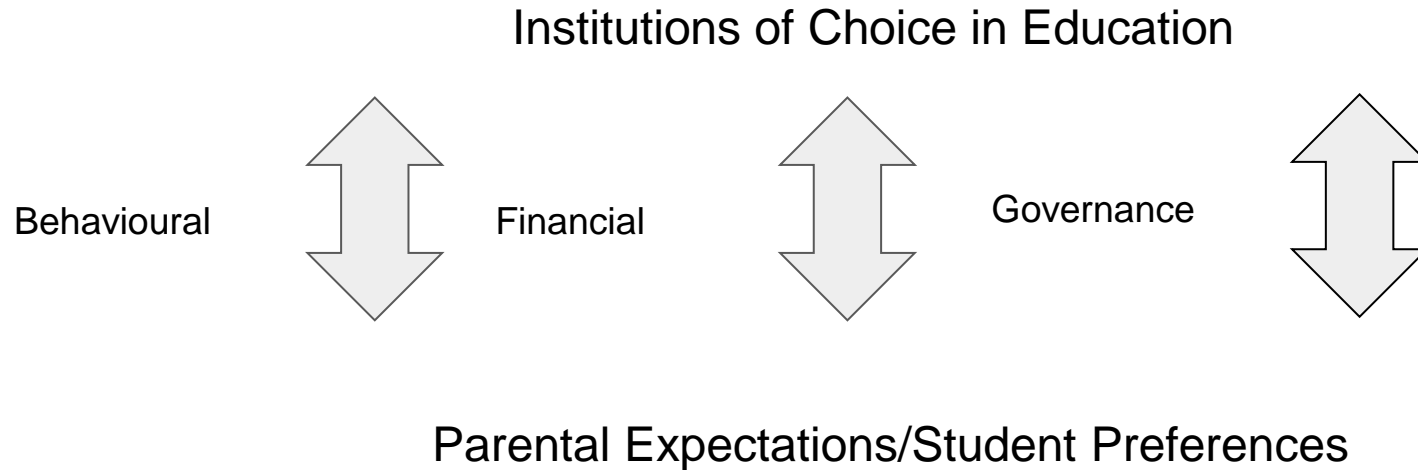 Institutions of Choice in Education
Behavioural
Financial
Governance
Parental Expectations/Student Preferences